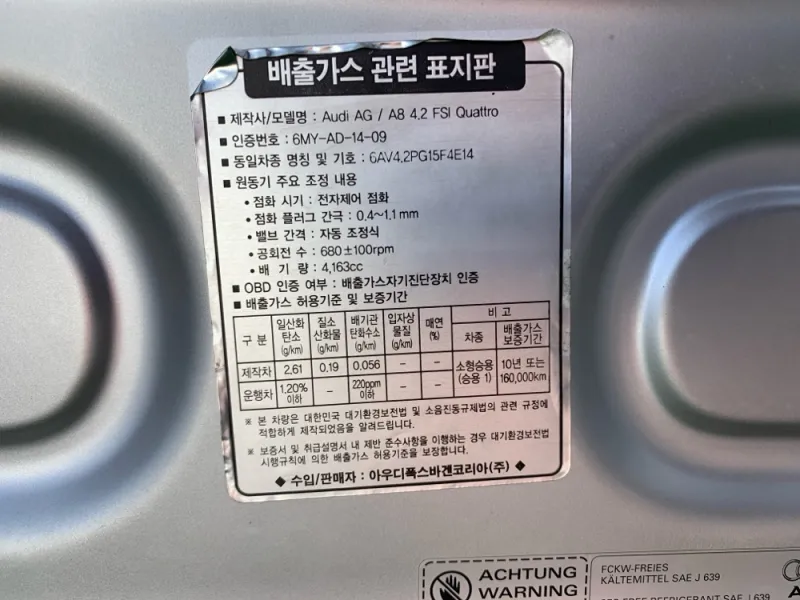 배출가스 관련 표지판
■ 제작사/모델명 : Audi AG / A8 4.2 FSI Quattro
■ 인증번호 : 6MY-AD-14-09
■ 동일차종 명칭 및 기호 : 6AV4.2PG15F4E14
■ 원동기 주요 조정 내용
• 점화 시기 : 전자제어 점화
• 점화 플러그 간극 : 0.4~1.1mm
• 밸브 간격 : 자동 조정식
• 공회전 수 : 680±100rpm
• 배 기 량 : 4,163cc
■ OBD 인증 여부 : 배출가스자기진단장치 인증
■ 배출가스 허용기준 및 보증기간
구 분 일산화탄소 (g/km) 질소산화물 (g/km) 배기관탄화수소 (g/km) 입자상물질 (g/km) 매연 (%) 비 고
차종 배출가스 보증기간
제작차 2.61 0.19 0.056 – – 소형승용 (승용 1) 10년 또는 160,000km
운행차 1.20% 이하 – 220ppm 이하 – –
※ 본 차량은 대한민국 대기환경보전법 및 소음진동규제법의 관련 규정에
적합하게 제작되었음을 알려드립니다.
※ 보증서 및 취급설명서 내 제반 준수사항을 이행하는 경우 대기환경보전법
시행규칙에 의한 배출가스 허용기준을 보장합니다.
◆ 수입/판매자 : 아우디폭스바겐코리아(주) ◆
ACHTUNG
WARNING
FCKW-FREIES
KÄLTEMITTEL SAE J 639